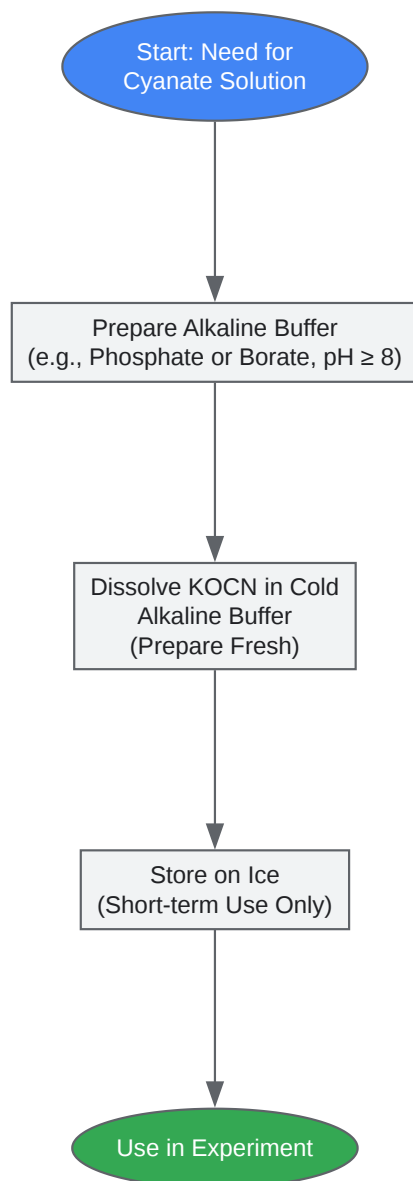 Start: Need for
Cyanate Solution
Prepare Alkaline Buffer
(e.g., Phosphate or Borate, pH ≥ 8)
Dissolve KOCN in Cold
Alkaline Buffer
(Prepare Fresh)
Store on Ice
(Short-term Use Only)
Use in Experiment